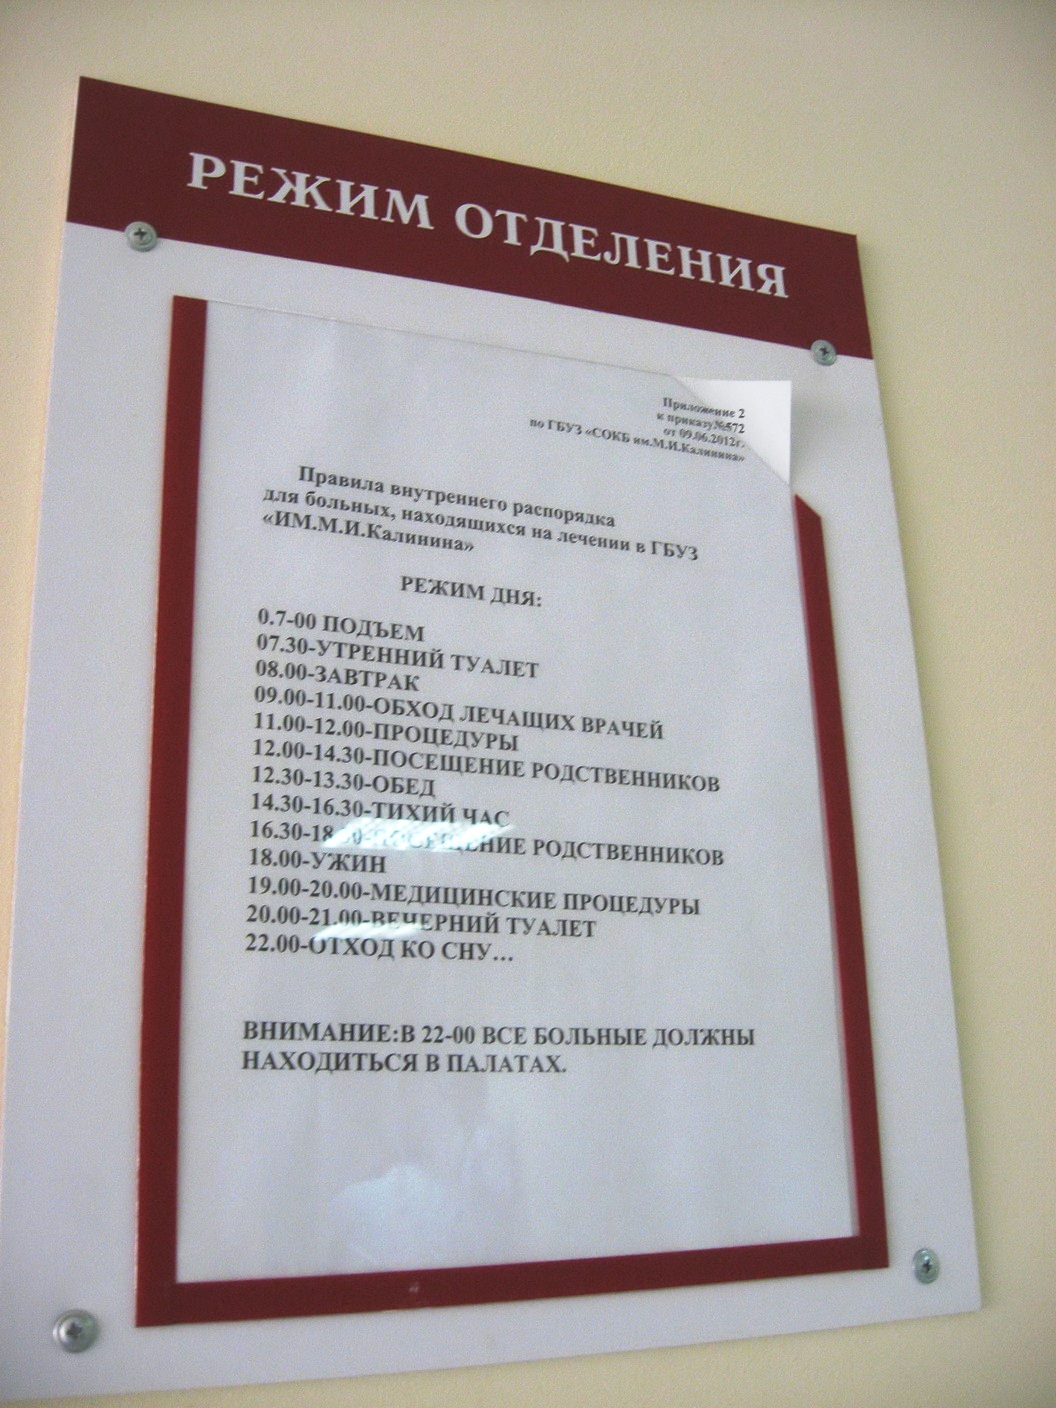 РЕЖИМ ОТДЕЛЕНИЯ
Приложение 2
к приказу№572
от 09.06.2012г.
по ГБУЗ «СОКБ им.М.И.Калинина»
Правила внутреннего распорядка
для больных, находящихся на лечении в ГБУЗ
«ИМ.М.И.Калинина»
РЕЖИМ ДНЯ:
0.7-00 ПОДЪЕМ
07.30-УТРЕННИЙ ТУАЛЕТ
08.00-ЗАВТРАК
09.00-11.00-ОБХОД ЛЕЧАЩИХ ВРАЧЕЙ
11.00-12.00-ПРОЦЕДУРЫ
12.00-14.30-ПОСЕЩЕНИЕ РОДСТВЕННИКОВ
12.30-13.30-ОБЕД
14.30-16.30-ТИХИЙ ЧАС
ПОСЕЩЕНИЕ РОДСТВЕННИКОВ
18.00-УЖИН
19.00-20.00-МЕДИЦИНСКИЕ ПРОЦЕДУРЫ
20.00-21.00-ВЕЧЕРНИЙ ТУАЛЕТ
22.00-ОТХОД КО СНУ…
ВНИМАНИЕ:В 22-00 ВСЕ БОЛЬНЫЕ ДОЛЖНЫ
НАХОДИТЬСЯ В ПАЛАТАХ.